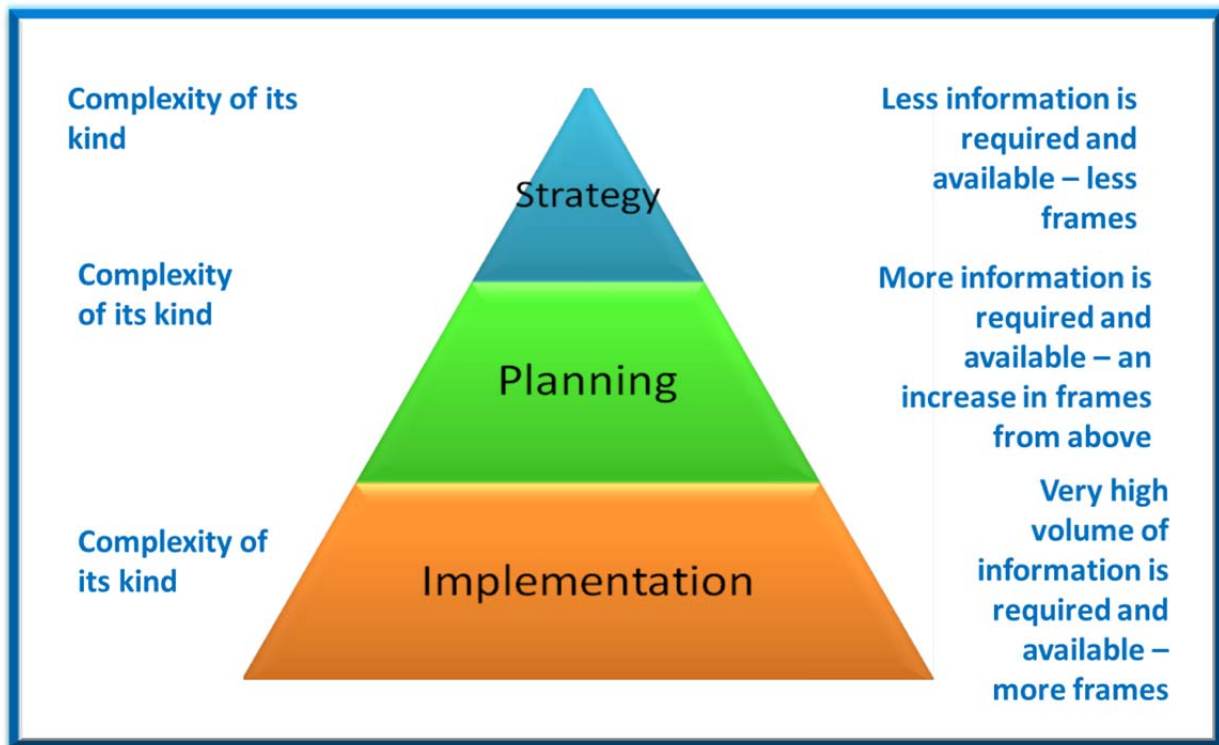 Complexity of its
kind
Strategy
Less information is
required and
available – less
frames
Complexity
of its kind
Planning
More information is
required and
available – an
increase in frames
from above
Complexity of
its kind
Implementation
Very high
volume of
information is
required and
available –
more frames